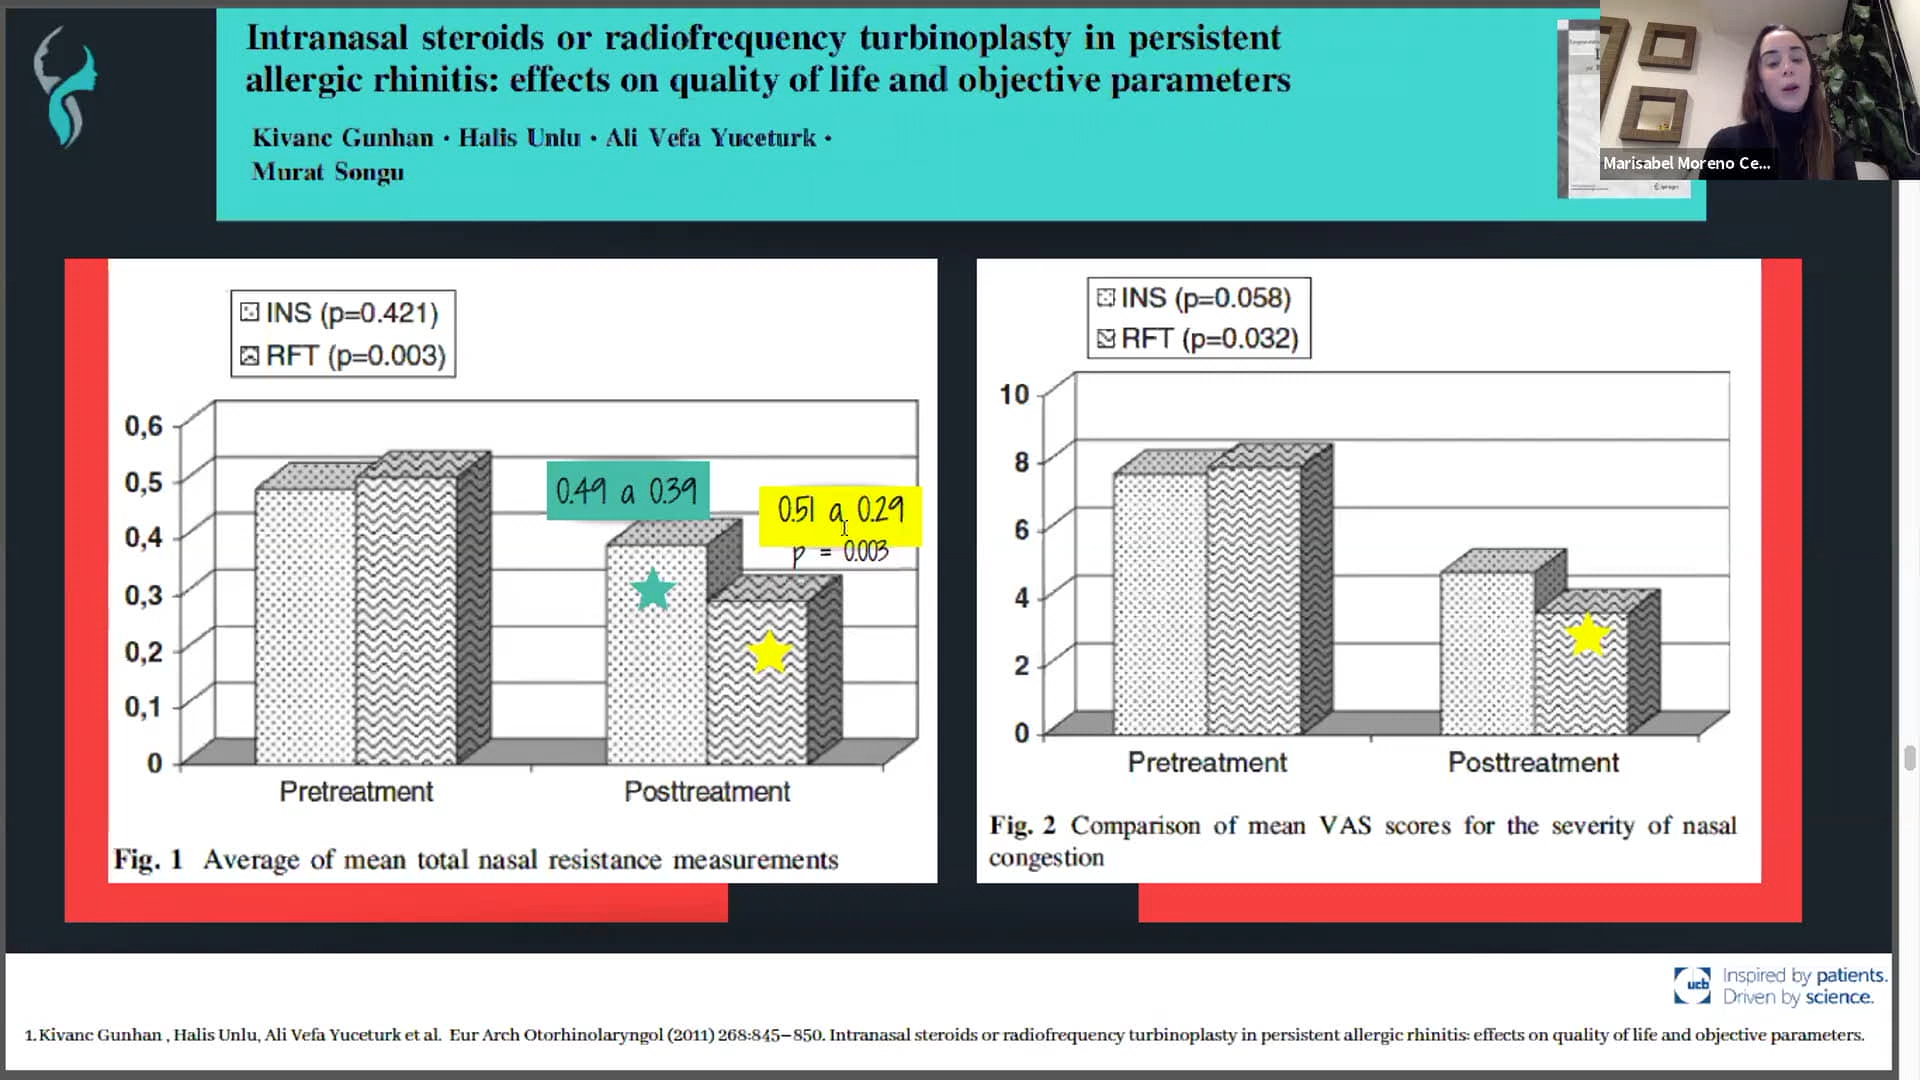 Intranasal steroids or radiofrequency turbinoplasty in persistent
allergic rhinitis: effects on quality of life and objective parameters
Kivanc Gunhan · Halis Unlu · Ali Vefa Yuceturk ·
Murat Songu
Marisabel Moreno Ce...
INS (p=0.421)
RFT (p=0.003)
0,6
0,5
0,4
0,3
0,2
0,1
0
0.49 a 0.39
0.51 a 0.29
p = 0.003
Pretreatment
Posttreatment
Fig. 1 Average of mean total nasal resistance measurements
INS (p=0.058)
RFT (p=0.032)
10
8
6
4
2
0
Pretreatment
Posttreatment
Fig. 2 Comparison of mean VAS scores for the severity of nasal
congestion
ucb
Inspired by patients.
Driven by science.
1. Kivanc Gunhan , Halis Unlu, Ali Vefa Yuceturk et al. Eur Arch Otorhinolaryngol (2011) 268:845–850. Intranasal steroids or radiofrequency turbinoplasty in persistent allergic rhinitis: effects on quality of life and objective parameters.